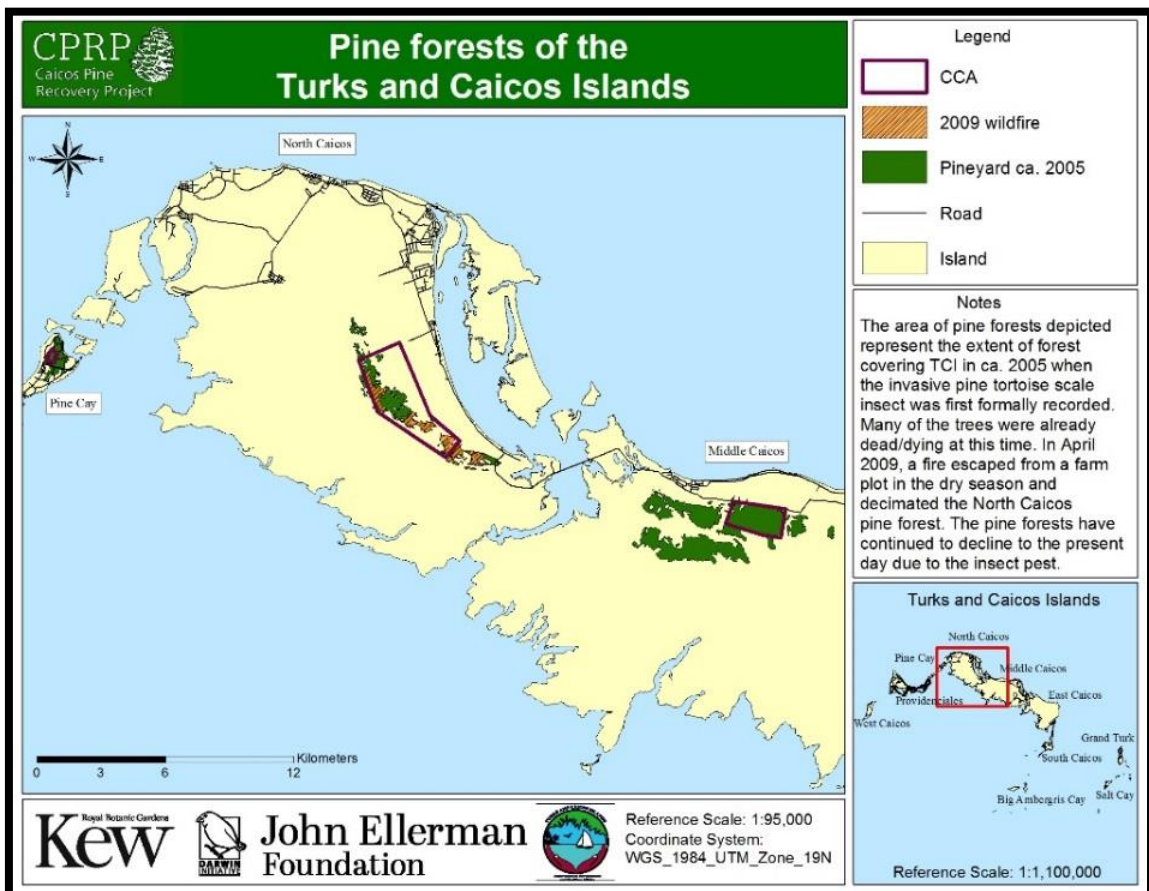 CPRP
Caicos Pine
Recovery Project
Pine forests of the
Turks and Caicos Islands
N
W
E
S
North Caicos
Pine Cay
Middle Caicos
Kilometers
0
3
6
12
Legend
CCA
2009 wildfire
Pineyard ca. 2005
Road
Island
Notes
The area of pine forests depicted
represent the extent of forest
covering TCI in ca. 2005 when
the invasive pine tortoise scale
insect was first formally recorded.
Many of the trees were already
dead/dying at this time. In April
2009, a fire escaped from a farm
plot in the dry season and
decimated the North Caicos
pine forest. The pine forests have
continued to decline to the present
day due to the insect pest.
Turks and Caicos Islands
North Caicos
Pine Cay
Middle Caicos
Providenciales
East Caicos
West Caicos
Grand Turk
South Caicos
Salt Cay
Big Ambergris Cay
Reference Scale: 1:1,100,000
Royal Botanic Gardens
Kew
DARWIN
INITIATIVE
John Ellerman
Foundation
Reference Scale: 1:95,000
Coordinate System:
WGS_1984_UTM_Zone_19N